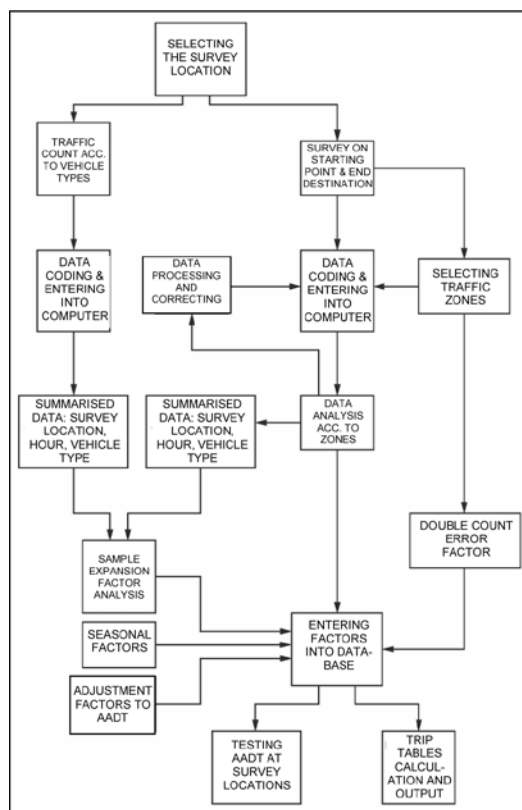 SELECTING
THE SURVEY
LOCATION
TRAFFIC
COUNT ACC.
TO VEHICLE
TYPES
SURVEY ON
STARTING
POINT & END
DESTINATION
DATA
CODING &
ENTERING
INTO
COMPUTER
DATA
PROCESSING
AND
CORRECTING
DATA
CODING &
ENTERING
INTO
COMPUTER
SELECTING
TRAFFIC
ZONES
SUMMARISED
DATA: SURVEY
LOCATION,
HOUR, VEHICLE
TYPE
SUMMARISED
DATA: SURVEY
LOCATION,
HOUR, VEHICLE
TYPE
DATA
ANALYSIS
ACC. TO ZONES
DOUBLE COUNT
ERROR
FACTOR
SAMPLE
EXPANSION
FACTOR
ANALYSIS
SEASONAL
FACTORS
ENTERING
FACTORS
INTO DATA-
BASE
ADJUSTMENT
FACTORS TO
AADT
TESTING
AADT AT
SURVEY
LOCATIONS
TRIP
TABLES
CALCUL-
ATION AND
OUTPUT